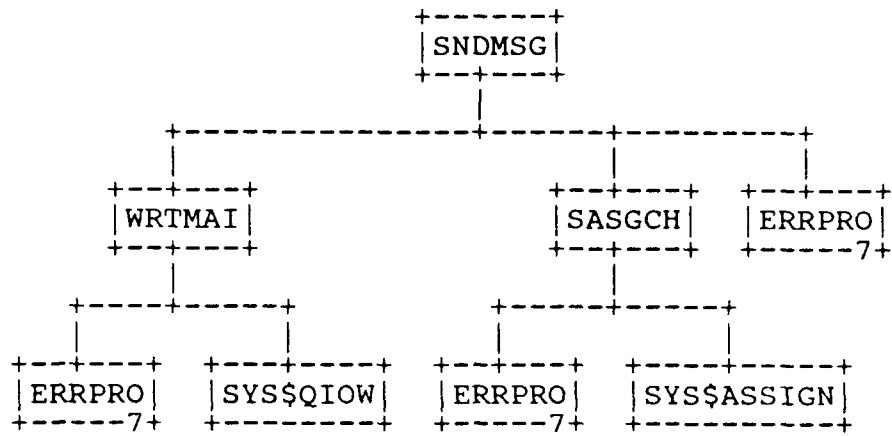 SNDMSG
WRTMAI SASGCH ERRPRO
7
ERRPRO SYS$QIOW ERRPRO SYS$ASSIGN
7 7